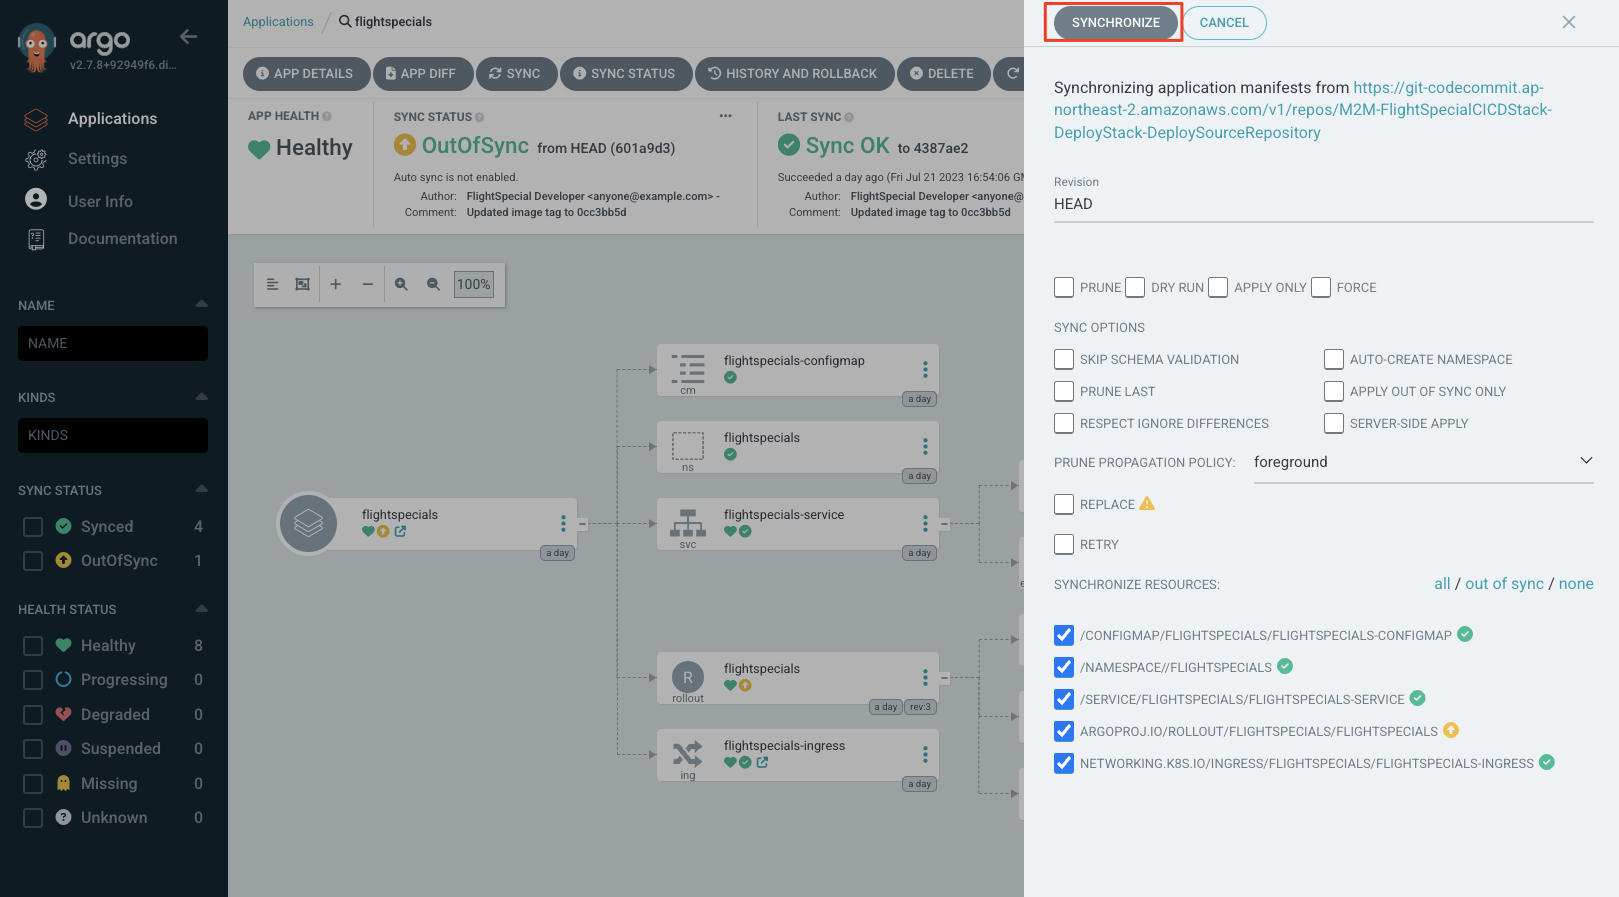 argo
v2.7.8+92949f6.di...
Applications
Settings
User Info
Documentation
NAME
NAME
KINDS
KINDS
SYNC STATUS
Synced 4
OutOfSync 1
HEALTH STATUS
Healthy 8
Progressing 0
Degraded 0
Suspended 0
Missing 0
Unknown 0
Applications / flightspecials
APP DETAILS APP DIFF SYNC SYNC STATUS HISTORY AND ROLLBACK DELETE
APP HEALTH
Healthy
SYNC STATUS
OutOfSync from HEAD (601a9d3)
Auto sync is not enabled.
Author: FlightSpecial Developer <anyone@example.com> -
Comment: Updated image tag to 0cc3bb5d
LAST SYNC
Sync OK to 4387ae2
Succeeded a day ago (Fri Jul 21 2023 16:54:06 GM
Author: FlightSpecial Developer <anyone@
Comment: Updated image tag to 0cc3bb5d
100%
flightspecials
a day
flightspecials-configmap
cm
a day
flightspecials
ns
a day
flightspecials-service
svc
a day
R
flightspecials
rollout
a day rev:3
flightspecials-ingress
ing
a day
SYNCHRONIZE CANCEL
Synchronizing application manifests from https://git-codecommit.ap-
northeast-2.amazonaws.com/v1/repos/M2M-FlightSpecialCICDStack-
DeployStack-DeploySourceRepository
Revision
HEAD
PRUNE DRY RUN APPLY ONLY FORCE
SYNC OPTIONS
SKIP SCHEMA VALIDATION AUTO-CREATE NAMESPACE
PRUNE LAST APPLY OUT OF SYNC ONLY
RESPECT IGNORE DIFFERENCES SERVER-SIDE APPLY
PRUNE PROPAGATION POLICY: foreground
REPLACE
RETRY
SYNCHRONIZE RESOURCES: all / out of sync / none
/CONFIGMAP/FLIGHTSPECIALS/FLIGHTSPECIALS-CONFIGMAP
/NAMESPACE//FLIGHTSPECIALS
/SERVICE/FLIGHTSPECIALS/FLIGHTSPECIALS-SERVICE
ARGOPROJ.IO/ROLLOUT/FLIGHTSPECIALS/FLIGHTSPECIALS
NETWORKING.K8S.IO/INGRESS/FLIGHTSPECIALS/FLIGHTSPECIALS-INGRESS